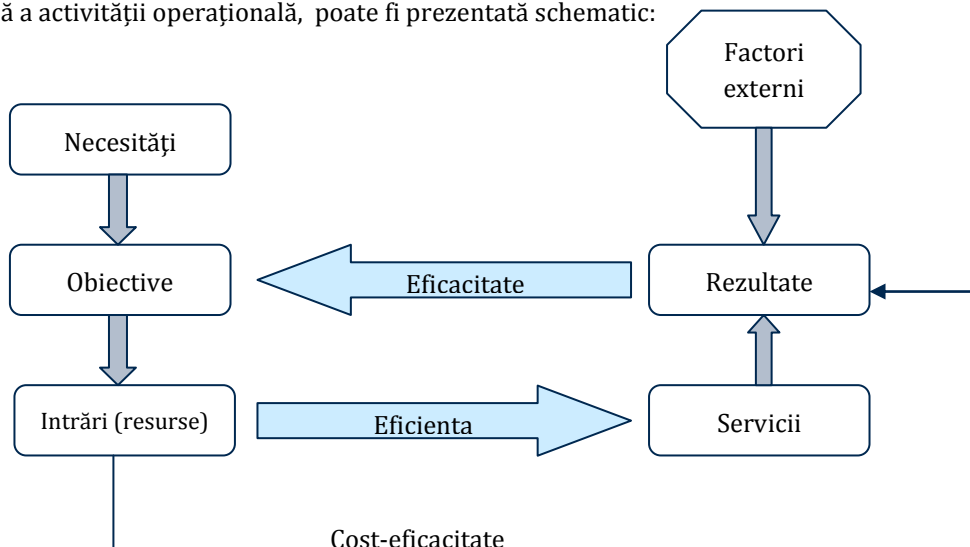 ă a activității operațională, poate fi prezentată schematic:
Factori
externi
Necesități
Obiective
Eficacitate
Rezultate
Intrări (resurse)
Eficienta
Servicii
Cost-eficacitate